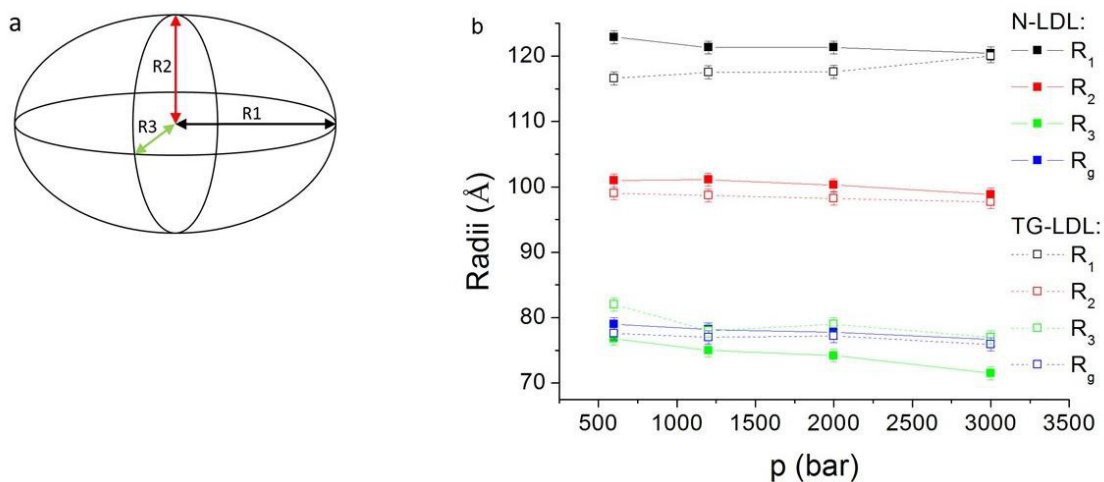 a
R2
R3
R1
b
Radii (Å)
120
110
100
90
80
70
500
1000
1500
2000
2500
3000
3500
p (bar)
N-LDL:
R1
R2
R3
Rg
TG-LDL:
R1
R2
R3
Rg